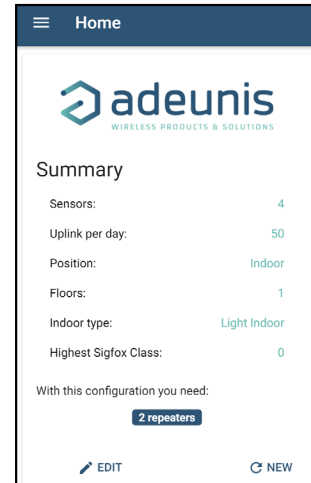 Home
adeunis
WIRELESS PRODUCTS & SOLUTIONS
Summary
Sensors: 4
Uplink per day: 50
Position: Indoor
Floors: 1
Indoor type: Light Indoor
Highest Sigfox Class: 0
With this configuration you need:
2 repeaters
EDIT NEW